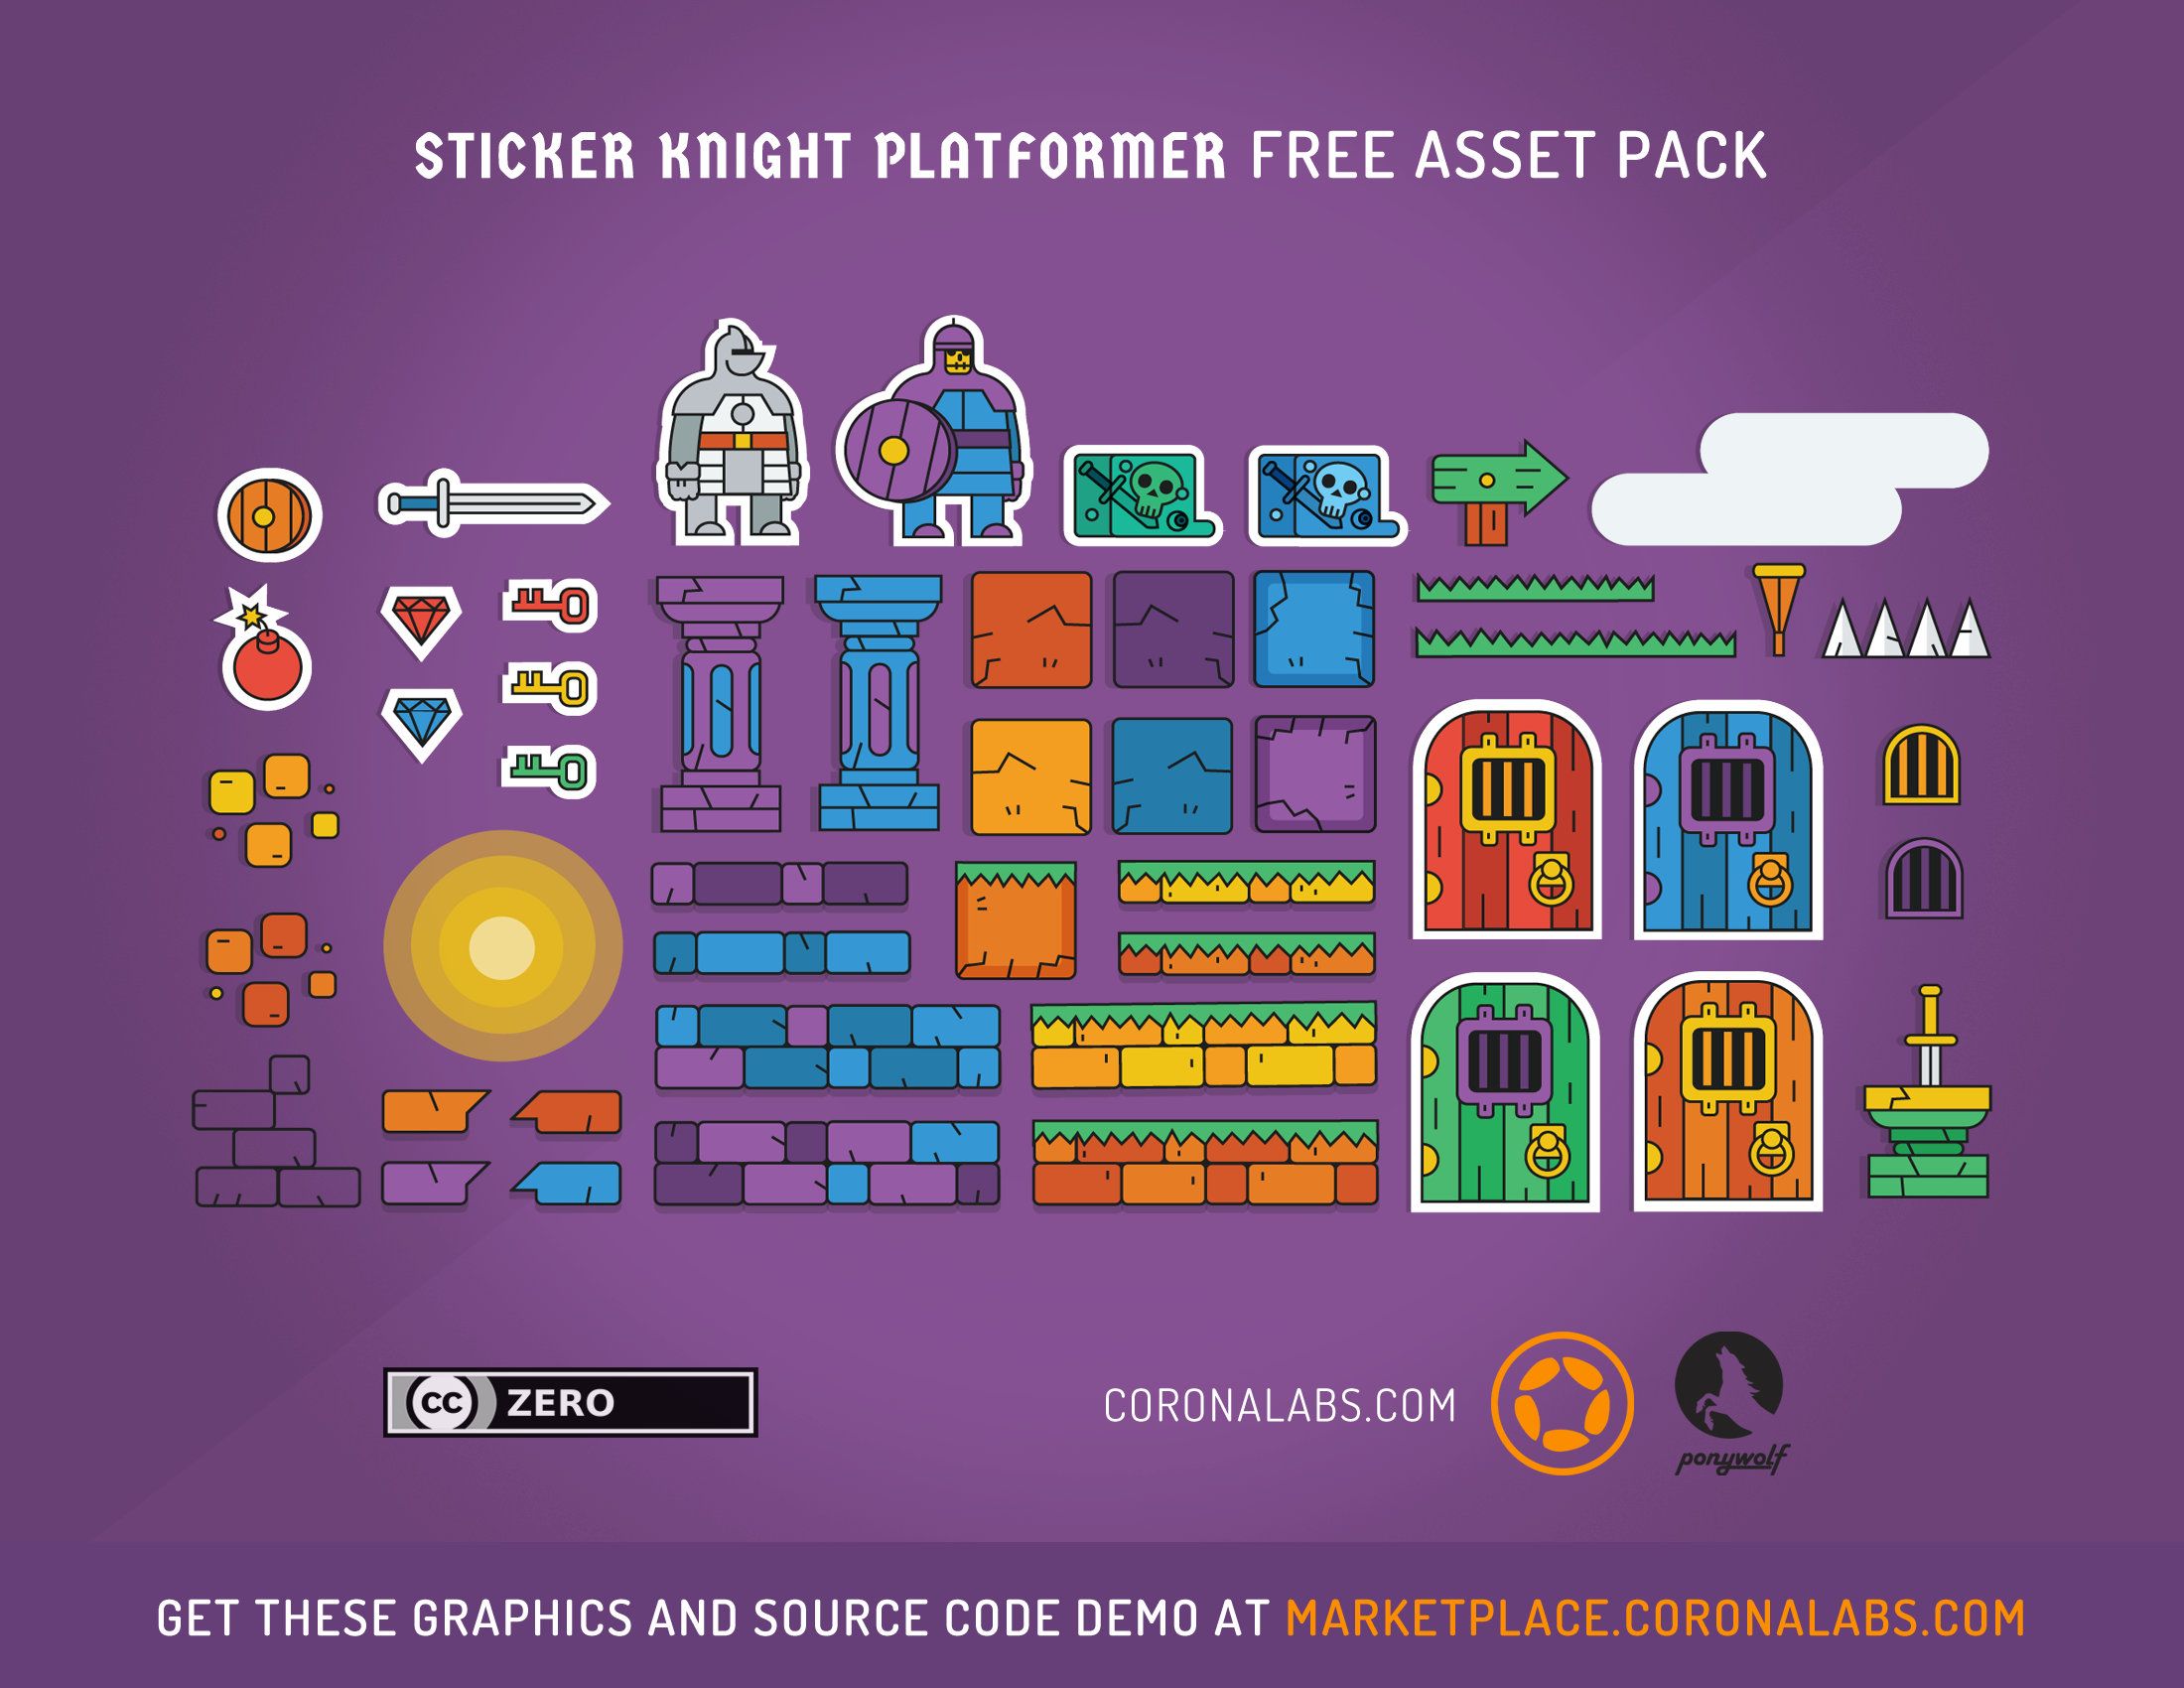 STICKER KNIGHT PLATFORMER FREE ASSET PACK
cc ZERO
CORONALABS.COM
ponywolf
GET THESE GRAPHICS AND SOURCE CODE DEMO AT MARKETPLACE.CORONALABS.COM